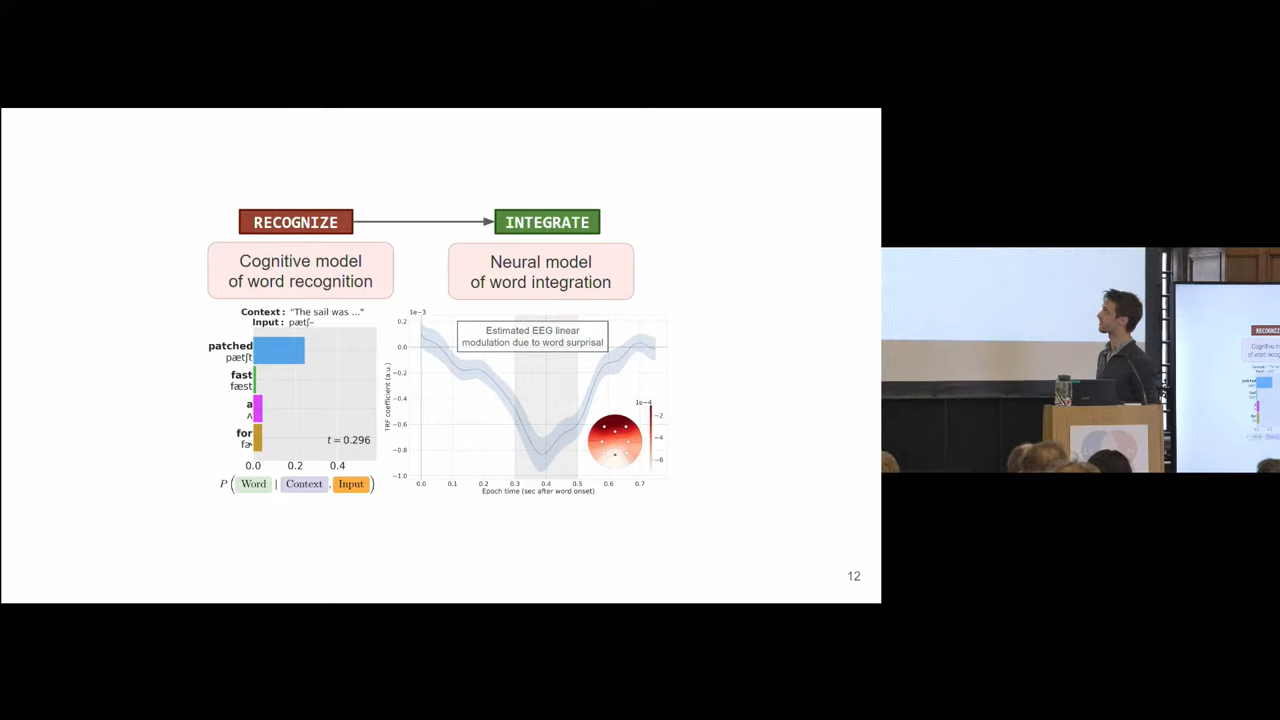 RECOGNIZE
INTEGRATE
Cognitive model
of word recognition
Neural model
of word integration
Context: "The sail was ..."
Input: pætʃ–
patched
pætʃt
fast
fæst
a
ʌ
for
fɚ
t = 0.296
0.0 0.2 0.4
P ( Word | Context , Input )
1e−3
Estimated EEG linear
modulation due to word surprisal
0.2
0.0
−0.2
−0.4
−0.6
−0.8
−1.0
TRF coefficient (a.u.)
0.0 0.1 0.2 0.3 0.4 0.5 0.6 0.7
Epoch time (sec after word onset)
1e−4
−2
−4
−6
12